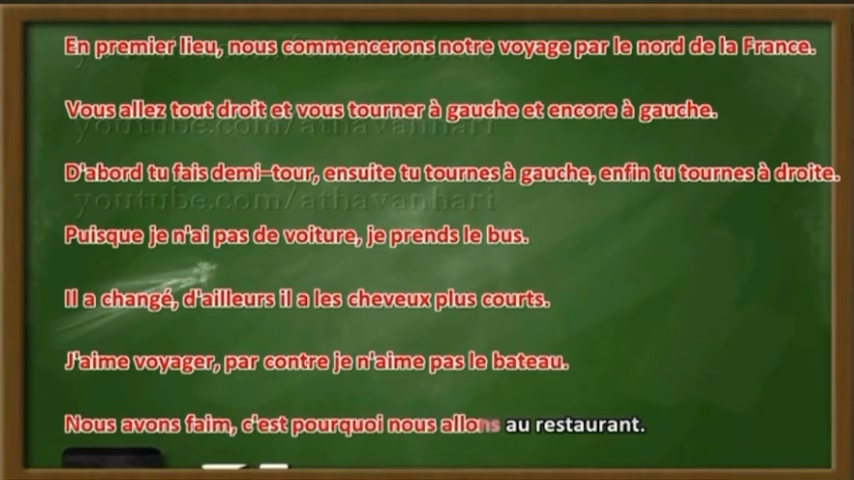 En premier lieu, nous commencerons notre voyage par le nord de la France.
Vous allez tout droit et vous tourner à gauche et encore à gauche.
youtube.com/athavanhari
D'abord tu fais demi-tour, ensuite tu tournes à gauche, enfin tu tournes à droite.
youtube.com/athavanhari
Puisque je n'ai pas de voiture, je prends le bus.
Il a changé, d'ailleurs il a les cheveux plus courts.
J'aime voyager, par contre je n'aime pas le bateau.
Nous avons faim, c'est pourquoi nous allons au restaurant.